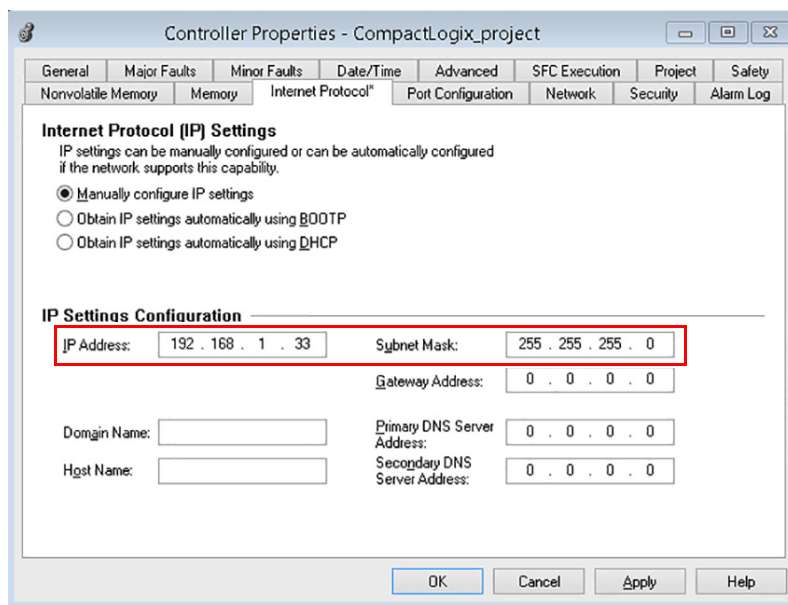 Controller Properties - CompactLogix_project
General Major Faults Minor Faults Date/Time Advanced SFC Execution Project Safety
Nonvolatile Memory Memory Internet Protocol* Port Configuration Network Security Alarm Log
Internet Protocol (IP) Settings
IP settings can be manually configured or can be automatically configured
if the network supports this capability.
Manually configure IP settings
Obtain IP settings automatically using BOOTP
Obtain IP settings automatically using DHCP
IP Settings Configuration
IP Address: 192 . 168 . 1 . 33 Subnet Mask: 255 . 255 . 255 . 0
Gateway Address: 0 . 0 . 0 . 0
Domain Name: Primary DNS Server Address: 0 . 0 . 0 . 0
Host Name: Secondary DNS Server Address: 0 . 0 . 0 . 0
OK Cancel Apply Help